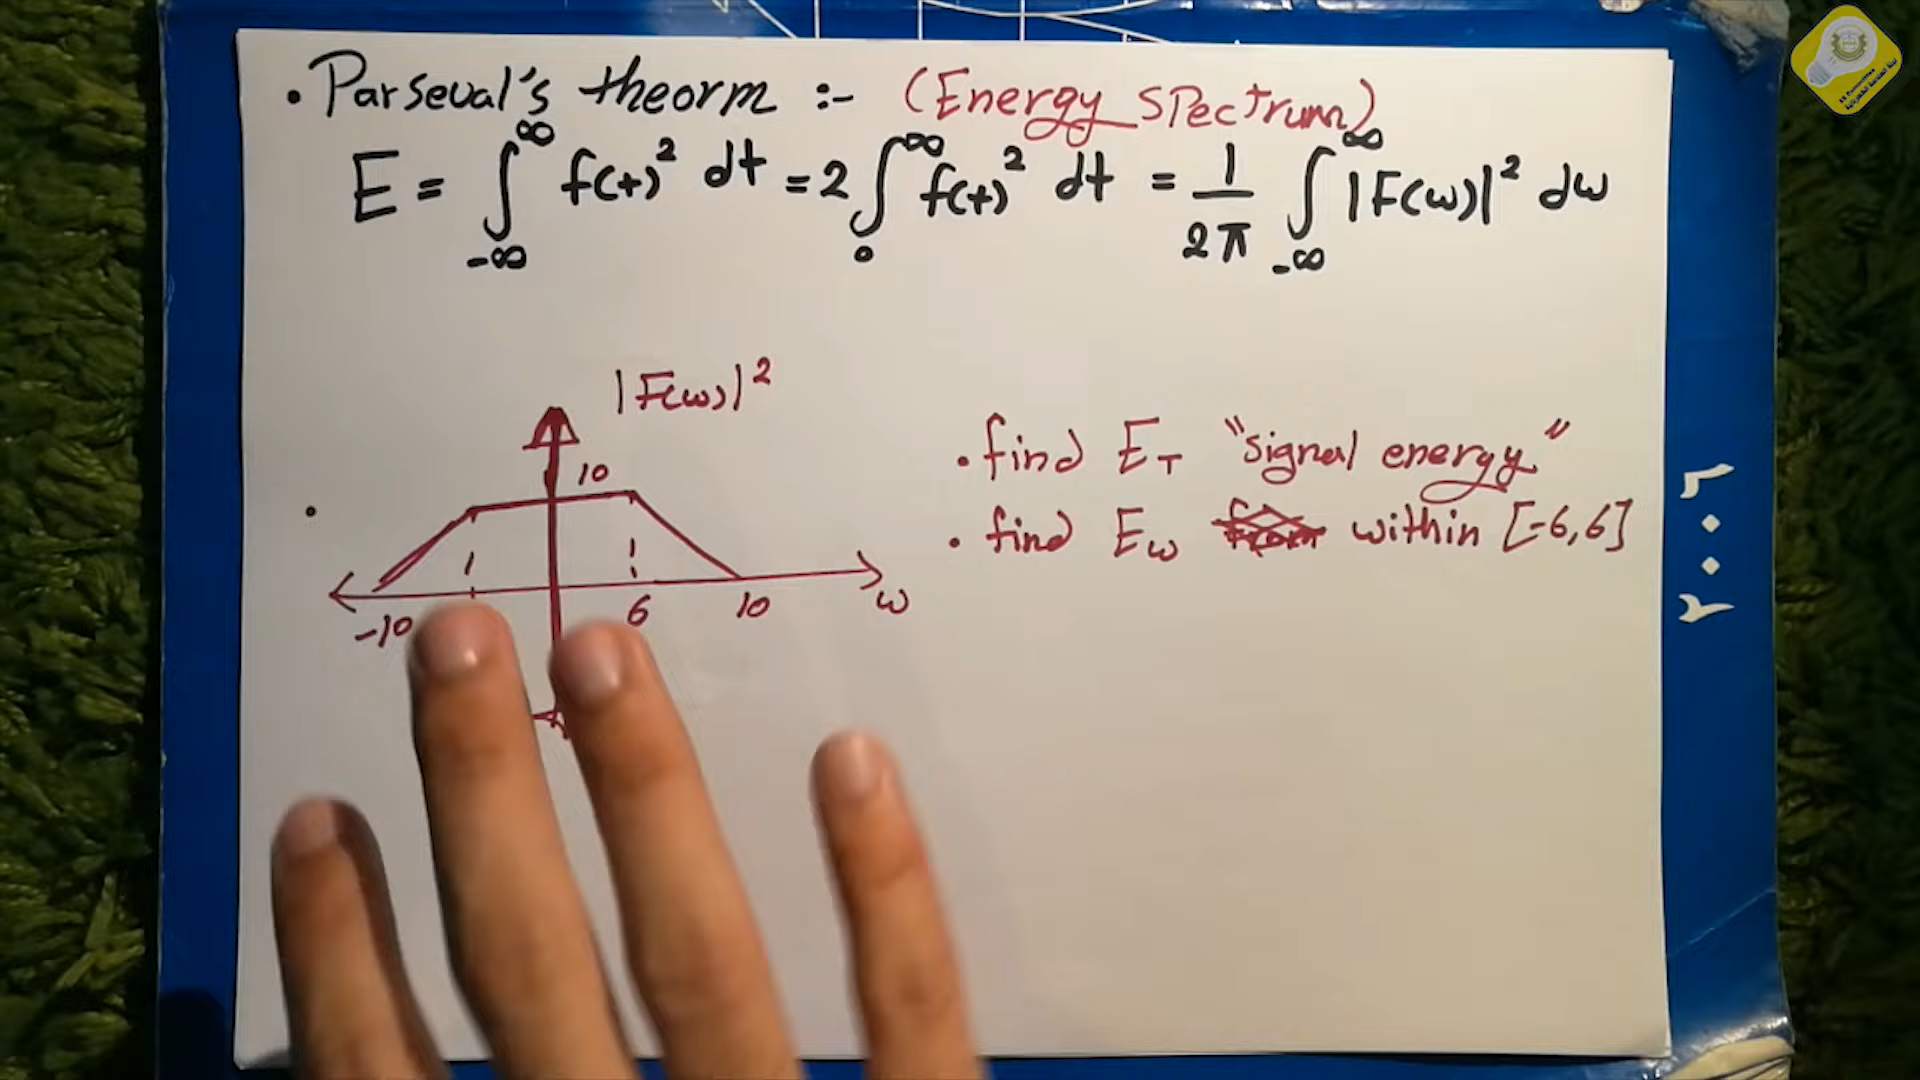 • Parseval's theorm :- (Energy spectrum)
E = ∫_{-∞}^{∞} f(t)² dt = 2 ∫_{0}^{∞} f(t)² dt = 1/2π ∫_{-∞}^{∞} |F(ω)|² dω
|F(ω)|²
10
-10 6 10 ω
• find E_T "signal energy"
• find E_ω within [-6,6]